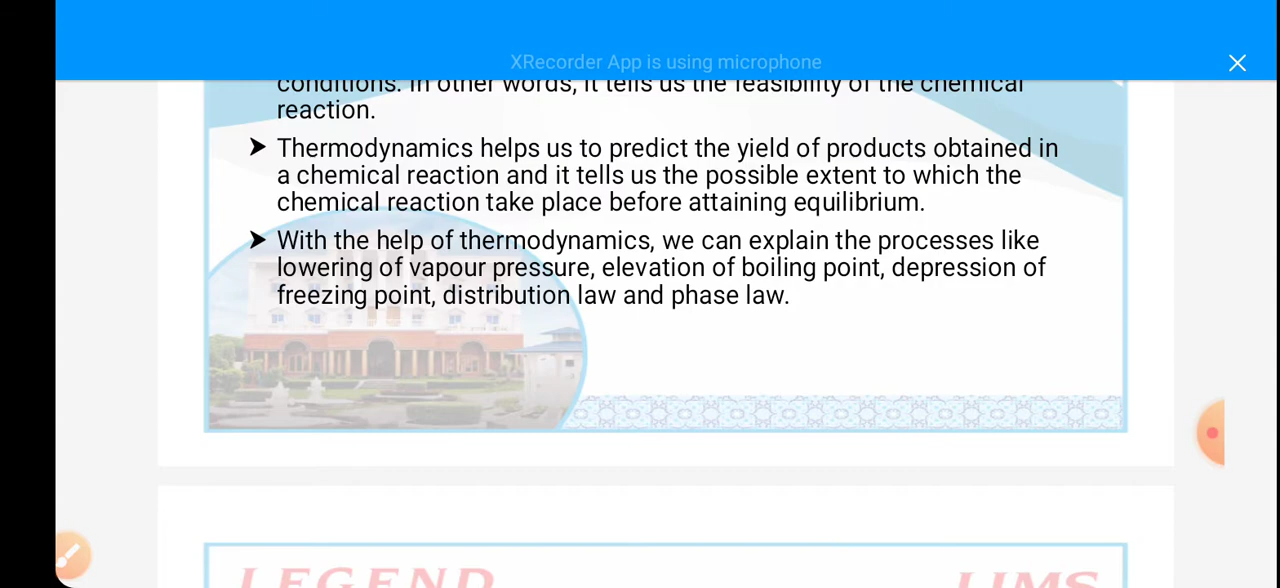 XRecorder App is using microphone
conditions. In other words, it tells us the feasibility of the chemical
reaction.
Thermodynamics helps us to predict the yield of products obtained in
a chemical reaction and it tells us the possible extent to which the
chemical reaction take place before attaining equilibrium.
With the help of thermodynamics, we can explain the processes like
lowering of vapour pressure, elevation of boiling point, depression of
freezing point, distribution law and phase law.
LEGEND LIMS